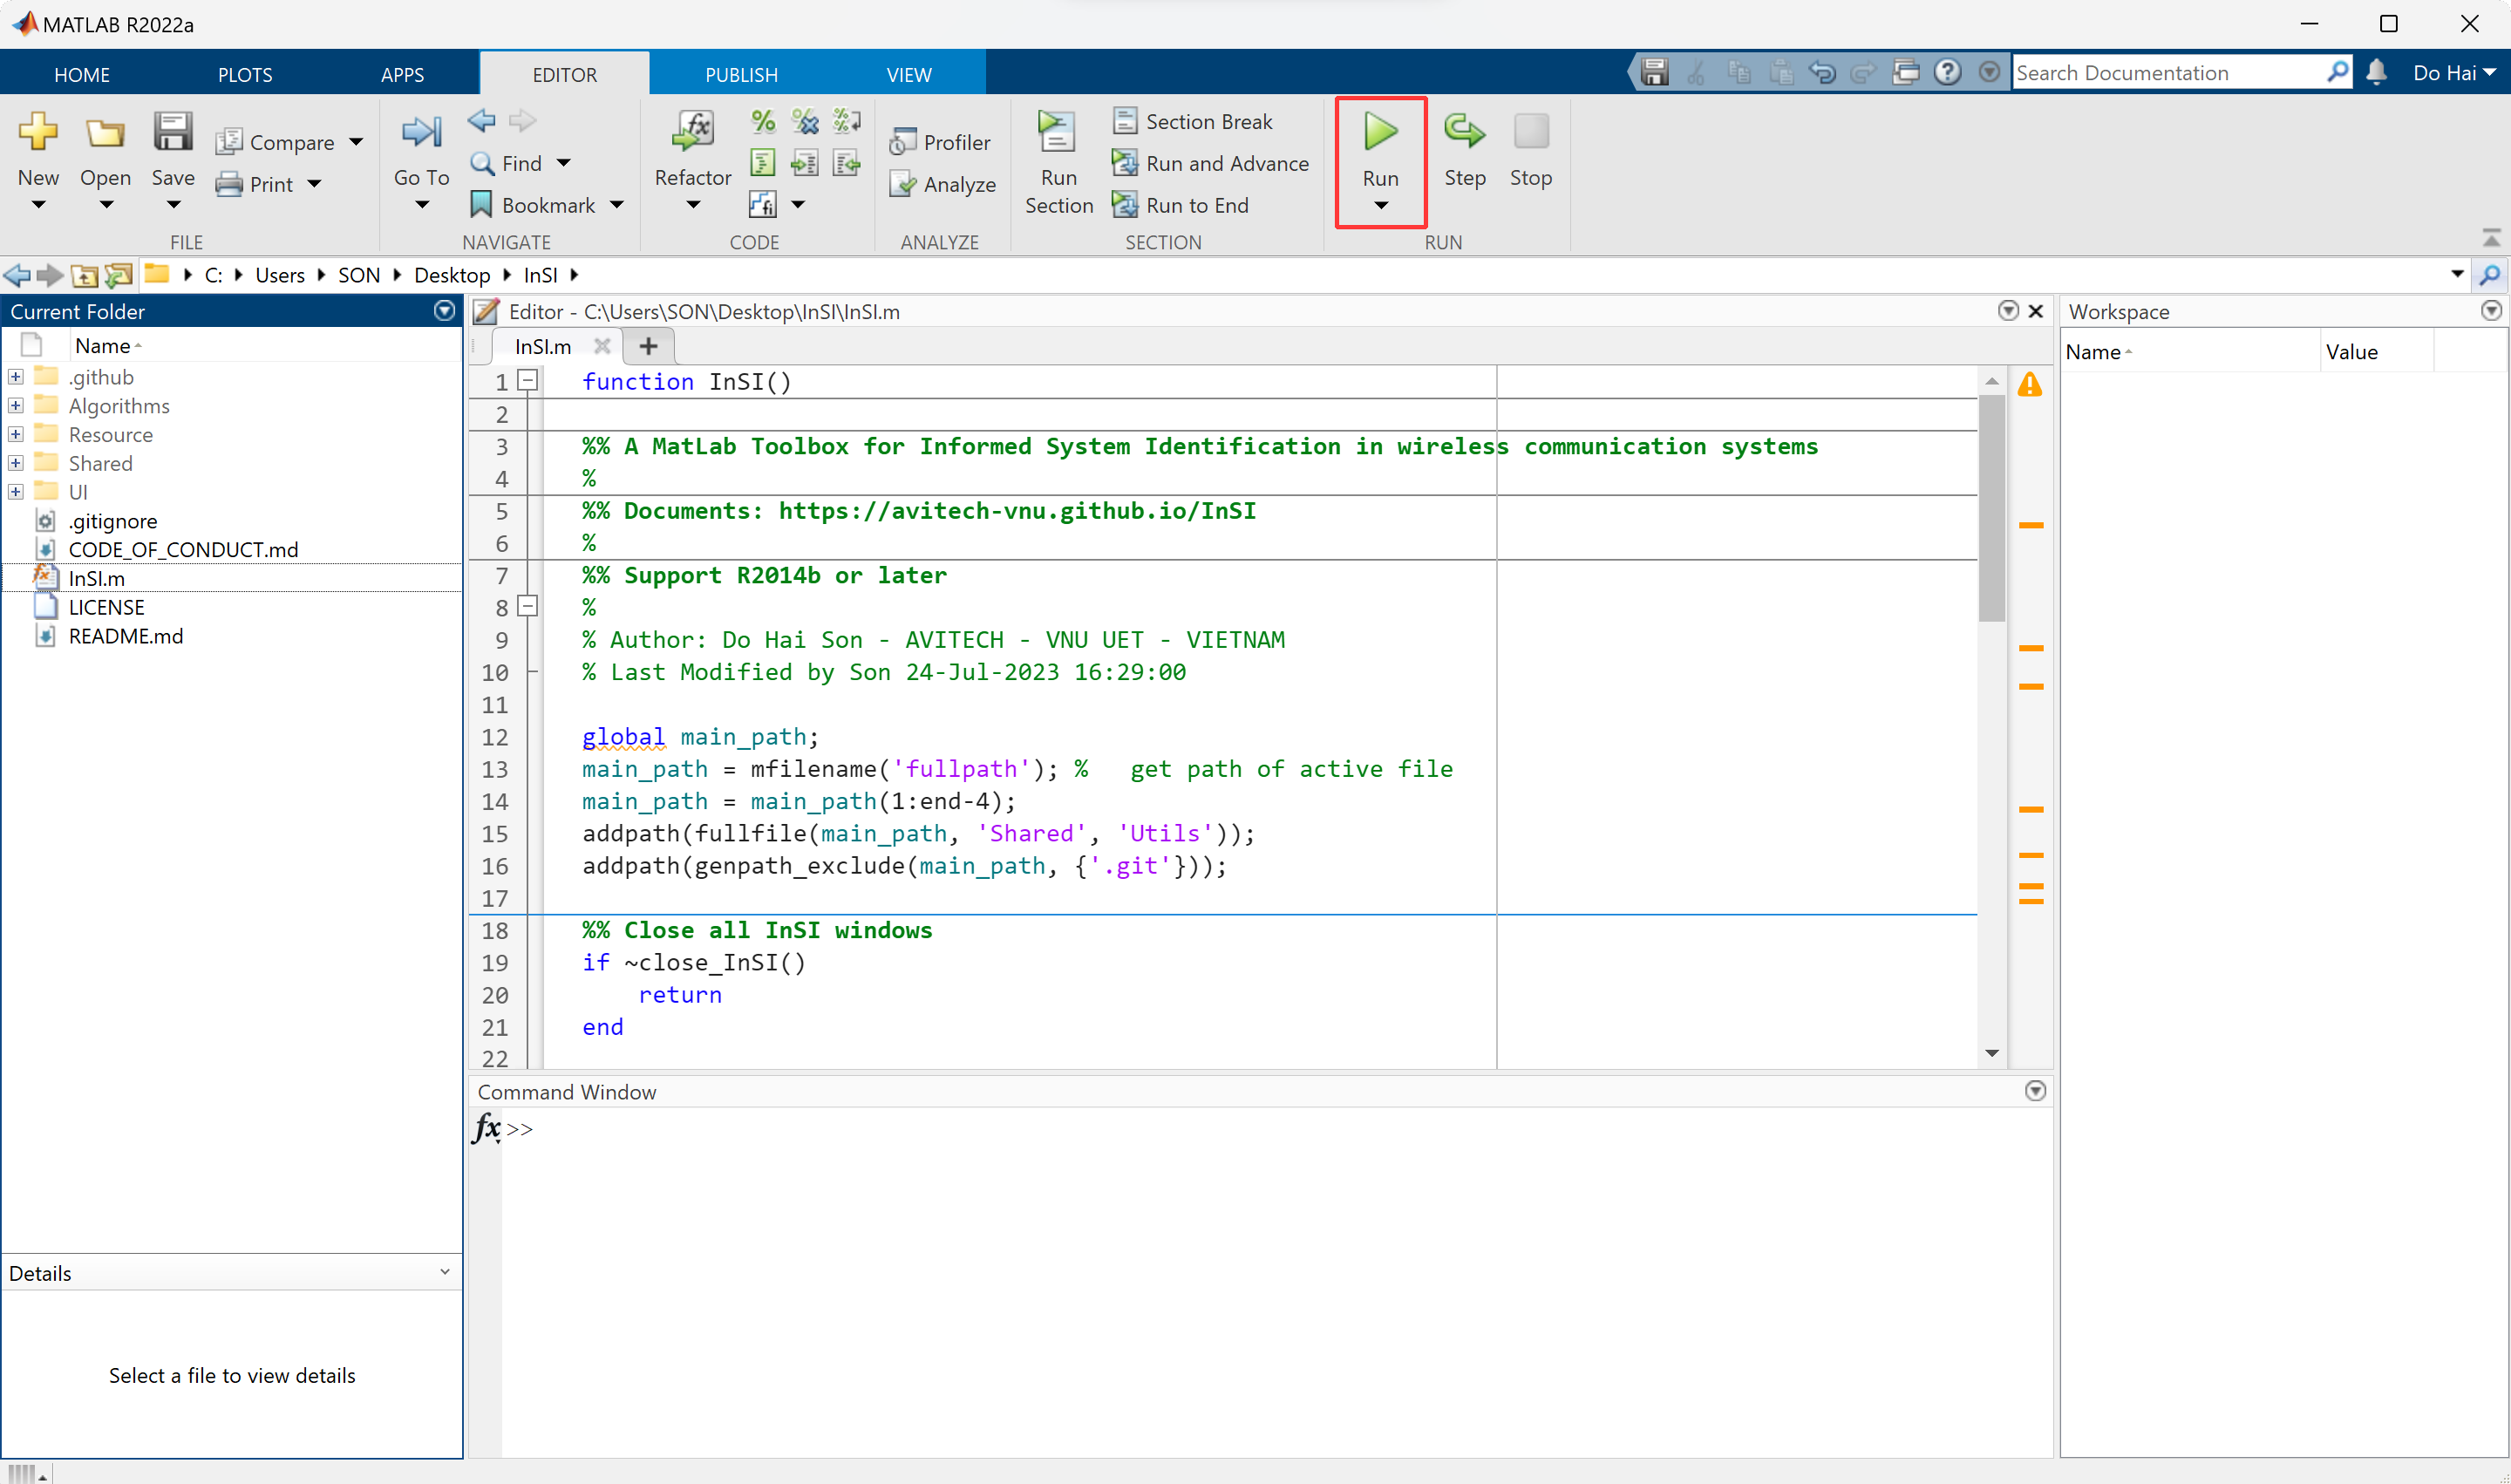 MATLAB R2022a
HOME PLOTS APPS EDITOR PUBLISH VIEW
Search Documentation
Do Hai
New Open Save
Compare
Print
FILE
Go To
Find
Bookmark
NAVIGATE
Refactor
CODE
Profiler
Analyze
ANALYZE
Run Section
Section Break
Run and Advance
Run to End
SECTION
Run Step Stop
RUN
C: Users SON Desktop InSI
Current Folder
Name
.github
Algorithms
Resource
Shared
UI
.gitignore
CODE_OF_CONDUCT.md
InSI.m
LICENSE
README.md
Details
Select a file to view details
Editor - C:\Users\SON\Desktop\InSI\InSI.m
InSI.m
1 function InSI()
2
3 %% A MatLab Toolbox for Informed System Identification in wireless communication systems
4 %
5 %% Documents: https://avitech-vnu.github.io/InSI
6 %
7 %% Support R2014b or later
8 %
9 % Author: Do Hai Son - AVITECH - VNU UET - VIETNAM
10 % Last Modified by Son 24-Jul-2023 16:29:00
11
12 global main_path;
13 main_path = mfilename('fullpath'); %   get path of active file
14 main_path = main_path(1:end-4);
15 addpath(fullfile(main_path, 'Shared', 'Utils'));
16 addpath(genpath_exclude(main_path, {'.git'}));
17
18 %% Close all InSI windows
19 if ~close_InSI()
20     return
21 end
22
Command Window
fx >>
Workspace
Name Value